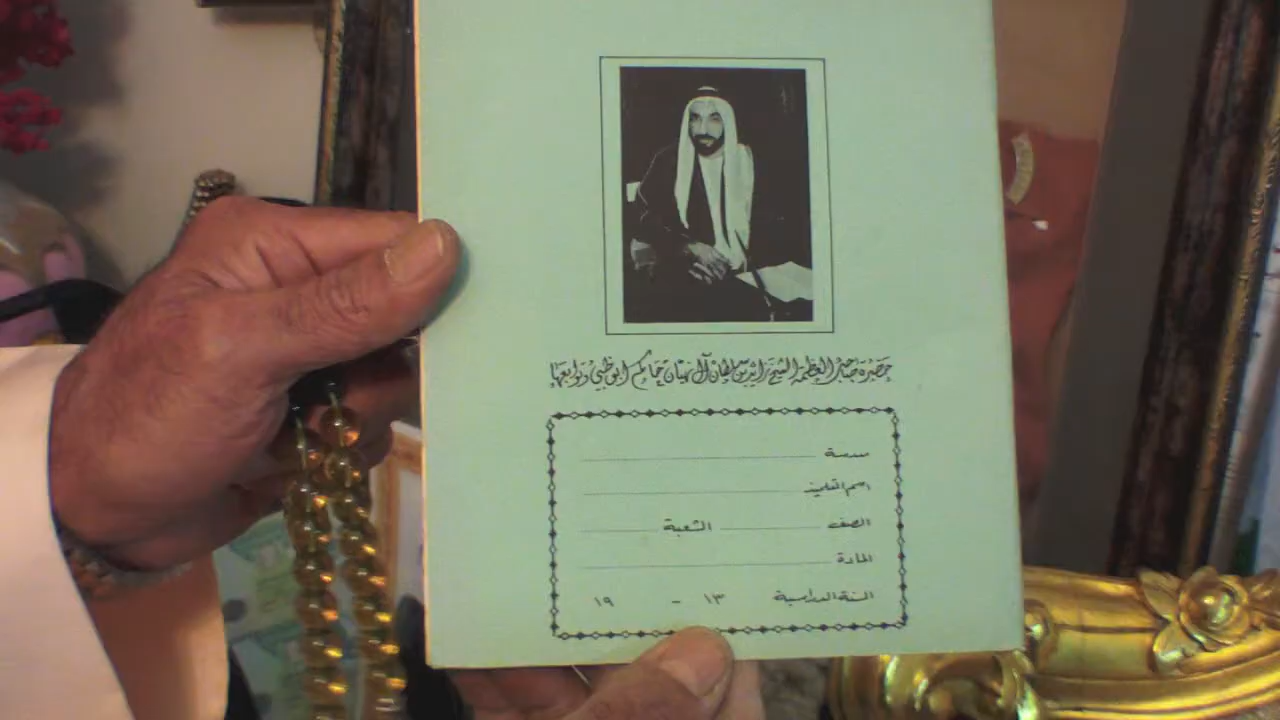 حضرة صاحب العظمة الشيخ زايد بن سلطان آل نهيان حاكم ابوظبي وتوابعها
مدرسة
اسم التلميذ
الصف الشعبة
المادة
السنة الدراسية ١٣ - ١٩